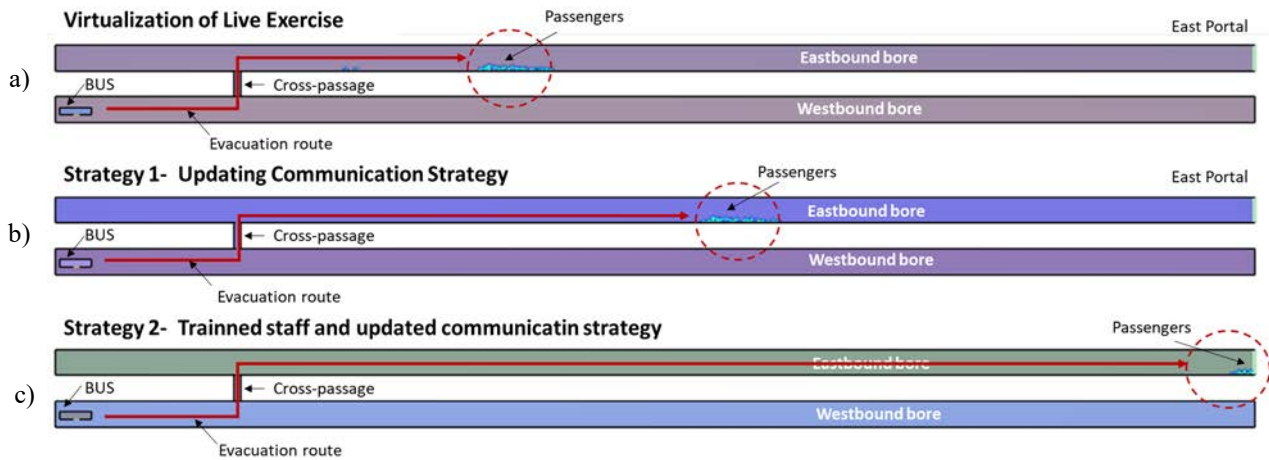 Virtualization of Live Exercise
Passengers
East Portal
Eastbound bore
a)
BUS
Cross-passage
Westbound bore
Evacuation route
Strategy 1- Updating Communication Strategy
Passengers
East Portal
Eastbound bore
b)
BUS
Cross-passage
Westbound bore
Evacuation route
Strategy 2- Trainned staff and updated communicatin strategy
Passengers
Eastbound bore
c)
BUS
Cross-passage
Westbound bore
Evacuation route